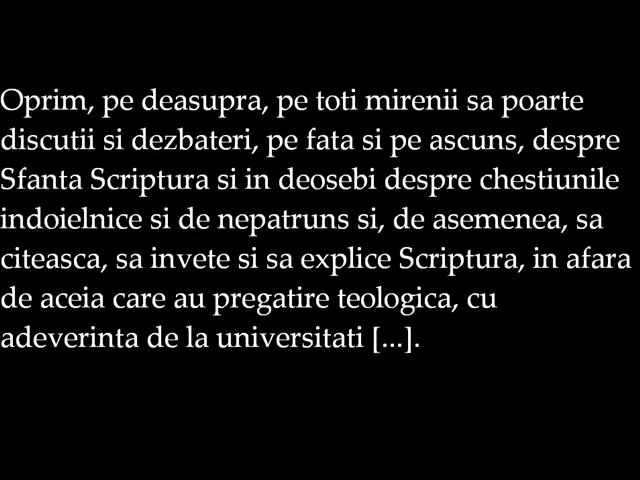 Oprim, pe deasupra, pe toti mirenii sa poarte
discutii si dezbateri, pe fata si pe ascuns, despre
Sfanta Scriptura si in deosebi despre chestiunile
indoielnice si de nepatruns si, de asemenea, sa
citeasca, sa invete si sa explice Scriptura, in afara
de aceia care au pregatire teologica, cu
adeverinta de la universitati [...].